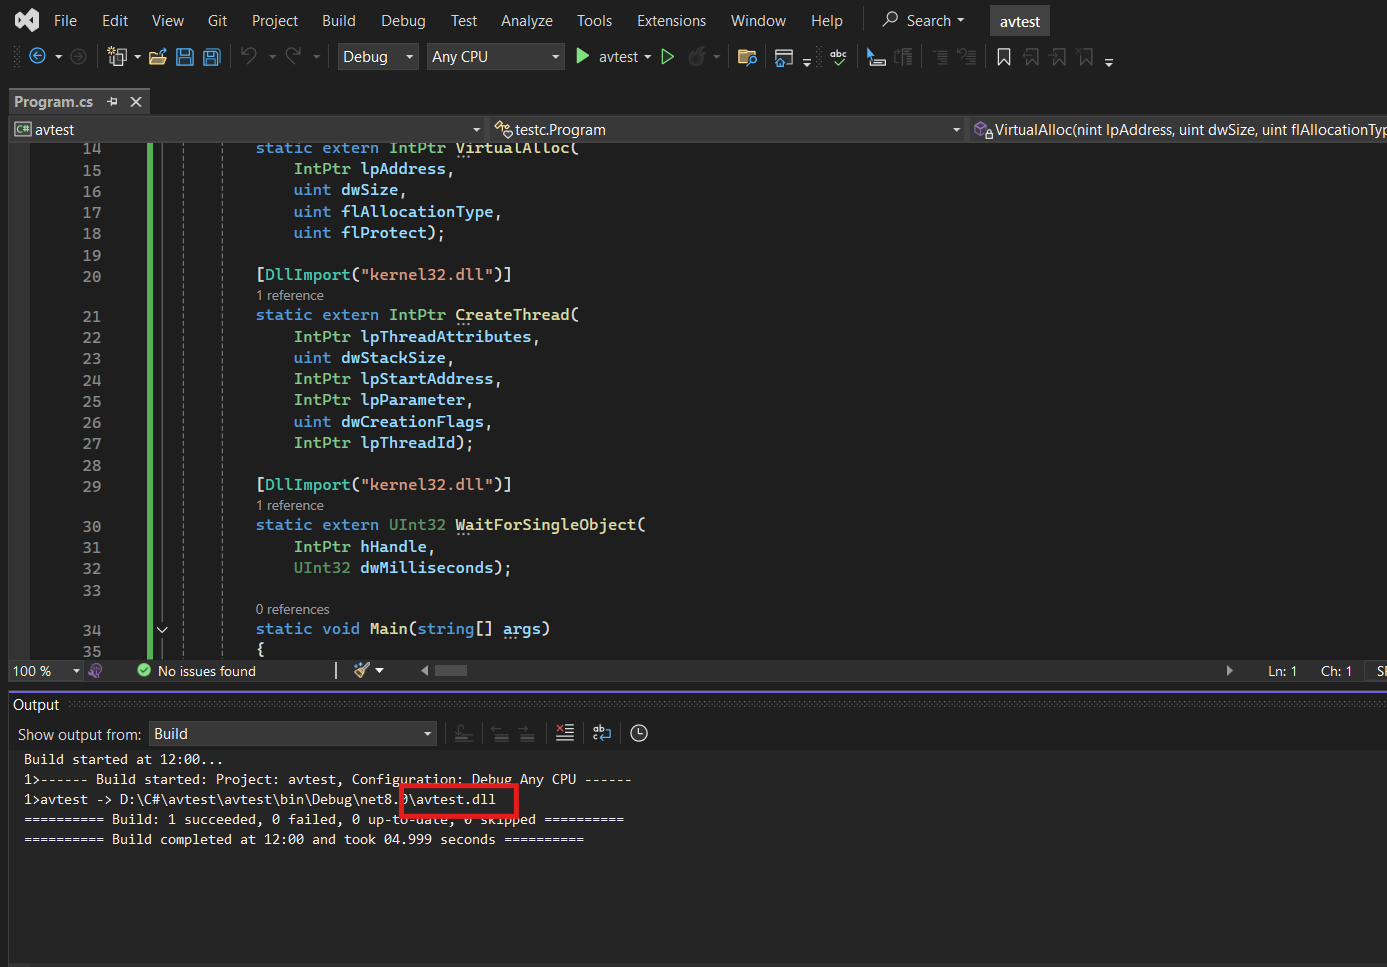 File Edit View Git Project Build Debug Test Analyze Tools Extensions Window Help Search avtest
Debug Any CPU avtest abc
Program.cs
C# avtest testc.Program VirtualAlloc(nint lpAddress, uint dwSize, uint flAllocationTyp
14 static extern IntPtr VirtualAlloc(
15 IntPtr lpAddress,
16 uint dwSize,
17 uint flAllocationType,
18 uint flProtect);
19
20 [DllImport("kernel32.dll")]
1 reference
21 static extern IntPtr CreateThread(
22 IntPtr lpThreadAttributes,
23 uint dwStackSize,
24 IntPtr lpStartAddress,
25 IntPtr lpParameter,
26 uint dwCreationFlags,
27 IntPtr lpThreadId);
28
29 [DllImport("kernel32.dll")]
1 reference
30 static extern UInt32 WaitForSingleObject(
31 IntPtr hHandle,
32 UInt32 dwMilliseconds);
33
0 references
34 static void Main(string[] args)
35 {
100 % No issues found Ln: 1 Ch: 1 SP
Output
Show output from: Build
Build started at 12:00...
1>------ Build started: Project: avtest, Configuration: Debug Any CPU ------
1>avtest -> D:\C#\avtest\avtest\bin\Debug\net8.0\avtest.dll
========== Build: 1 succeeded, 0 failed, 0 up-to-date, 0 skipped ==========
========== Build completed at 12:00 and took 04.999 seconds ==========